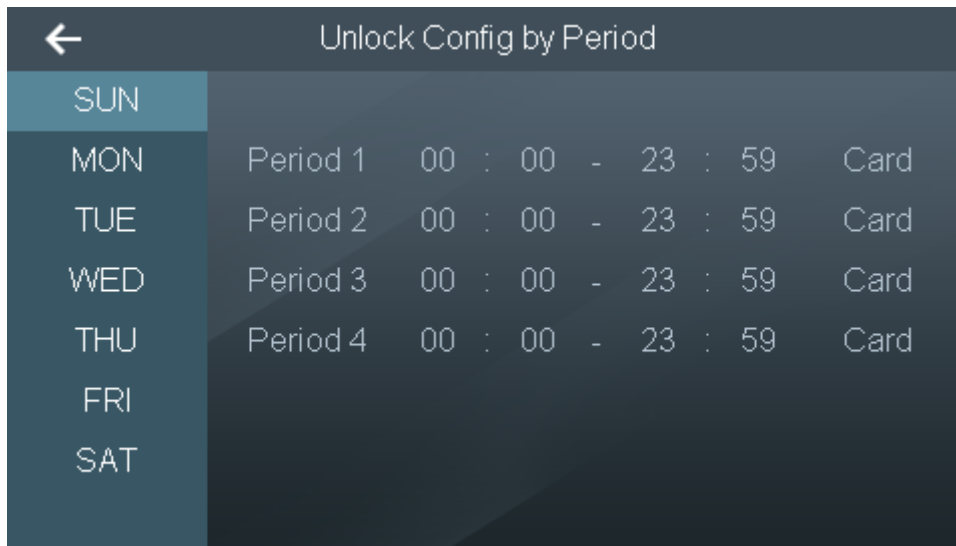 Unlock Config by Period
SUN
MON Period 1 00 : 00 - 23 : 59 Card
TUE Period 2 00 : 00 - 23 : 59 Card
WED Period 3 00 : 00 - 23 : 59 Card
THU Period 4 00 : 00 - 23 : 59 Card
FRI
SAT